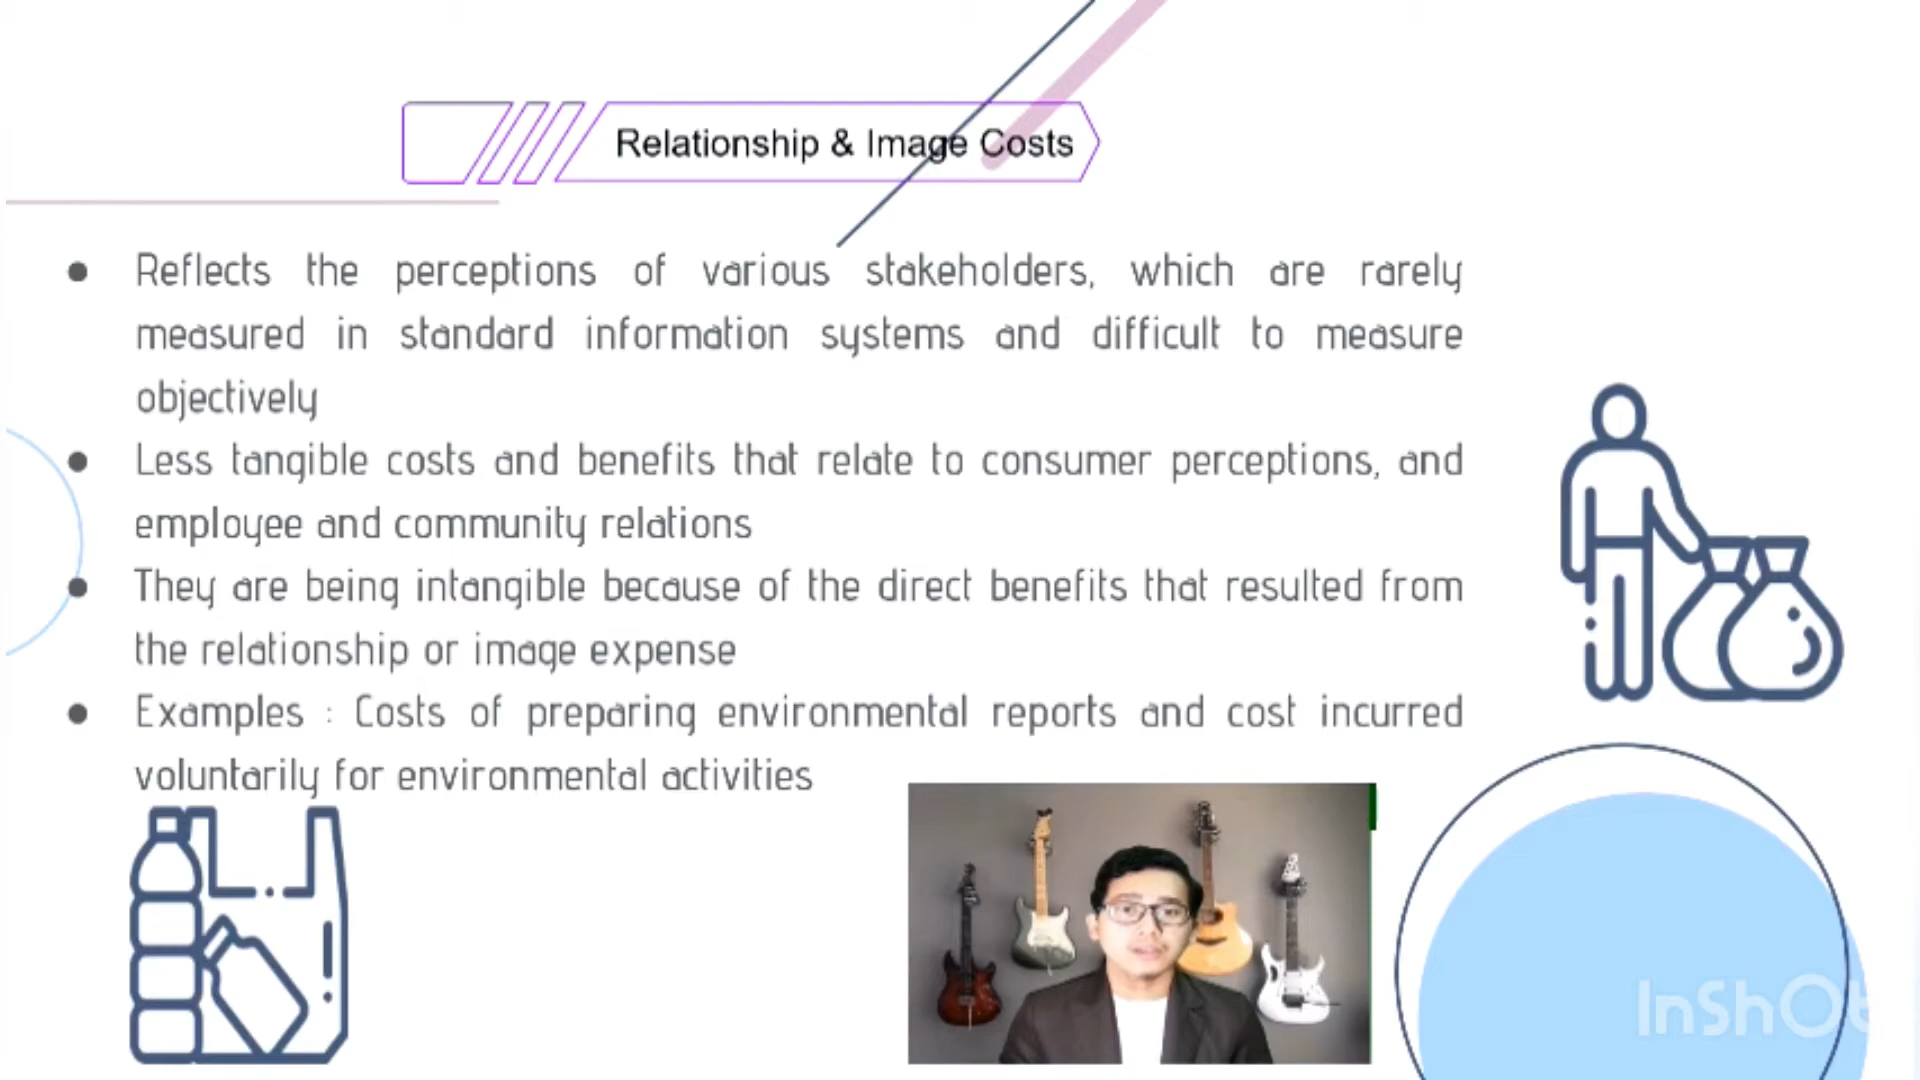 Relationship & Image Costs
Reflects the perceptions of various stakeholders, which are rarely
measured in standard information systems and difficult to measure
objectively
Less tangible costs and benefits that relate to consumer perceptions, and
employee and community relations
They are being intangible because of the direct benefits that resulted from
the relationship or image expense
Examples : Costs of preparing environmental reports and cost incurred
voluntarily for environmental activities
InShOt